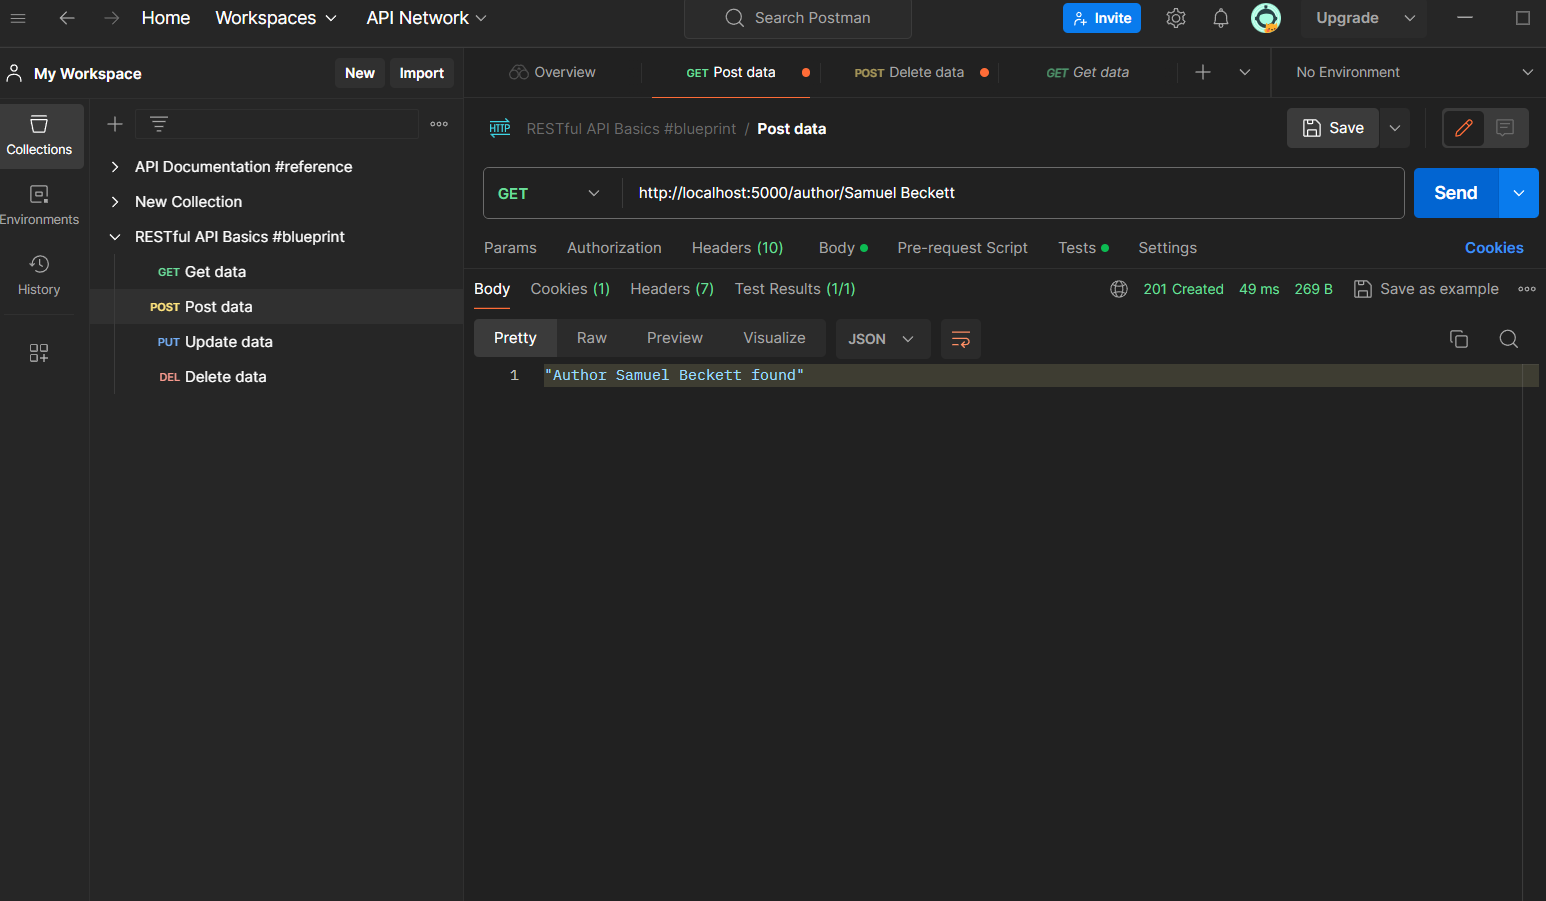 Home Workspaces API Network Search Postman Invite Upgrade
My Workspace New Import Overview GET Post data POST Delete data GET Get data No Environment
HTTP RESTful API Basics #blueprint / Post data Save
Collections
API Documentation #reference
New Collection
RESTful API Basics #blueprint
GET Get data
POST Post data
PUT Update data
DEL Delete data
Environments
History
GET http://localhost:5000/author/Samuel Beckett Send
Params Authorization Headers (10) Body Pre-request Script Tests Settings Cookies
Body Cookies (1) Headers (7) Test Results (1/1) 201 Created 49 ms 269 B Save as example
Pretty Raw Preview Visualize JSON
1 "Author Samuel Beckett found"